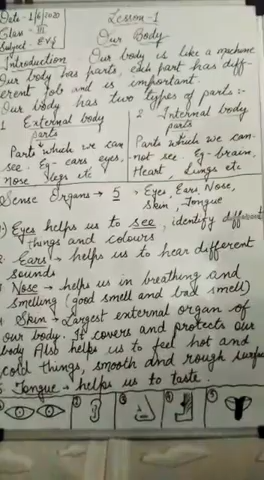 Date - 1/6/2020
Class - III
Subject - EVS
Lesson-1
Our Body
Introduction Our body is like a machine
Our body has parts, each part has diff-
erent job and is important.
Our body has two types of parts :-
1 External body
parts
Parts which we can
see. Eg - ears eyes,
Nose legs etc
2 Internal body
parts
Parts which we can-
not see. Eg - brain,
Heart, Lungs etc
Sense Organs → 5 → Eyes, Ears, Nose,
Skin, Tongue
1) Eyes helps us to see, identify different
things and colours
2. Ears → helps us to hear different
sounds
3 Nose → helps us in breathing and
smelling (good smell and bad smell)
4 Skin → Largest external organ of
our body. It covers and protects our
body Also helps us to feel hot and
cold things, smooth and rough surface
5 Tongue → helps us to taste.
1 2 3 4 5